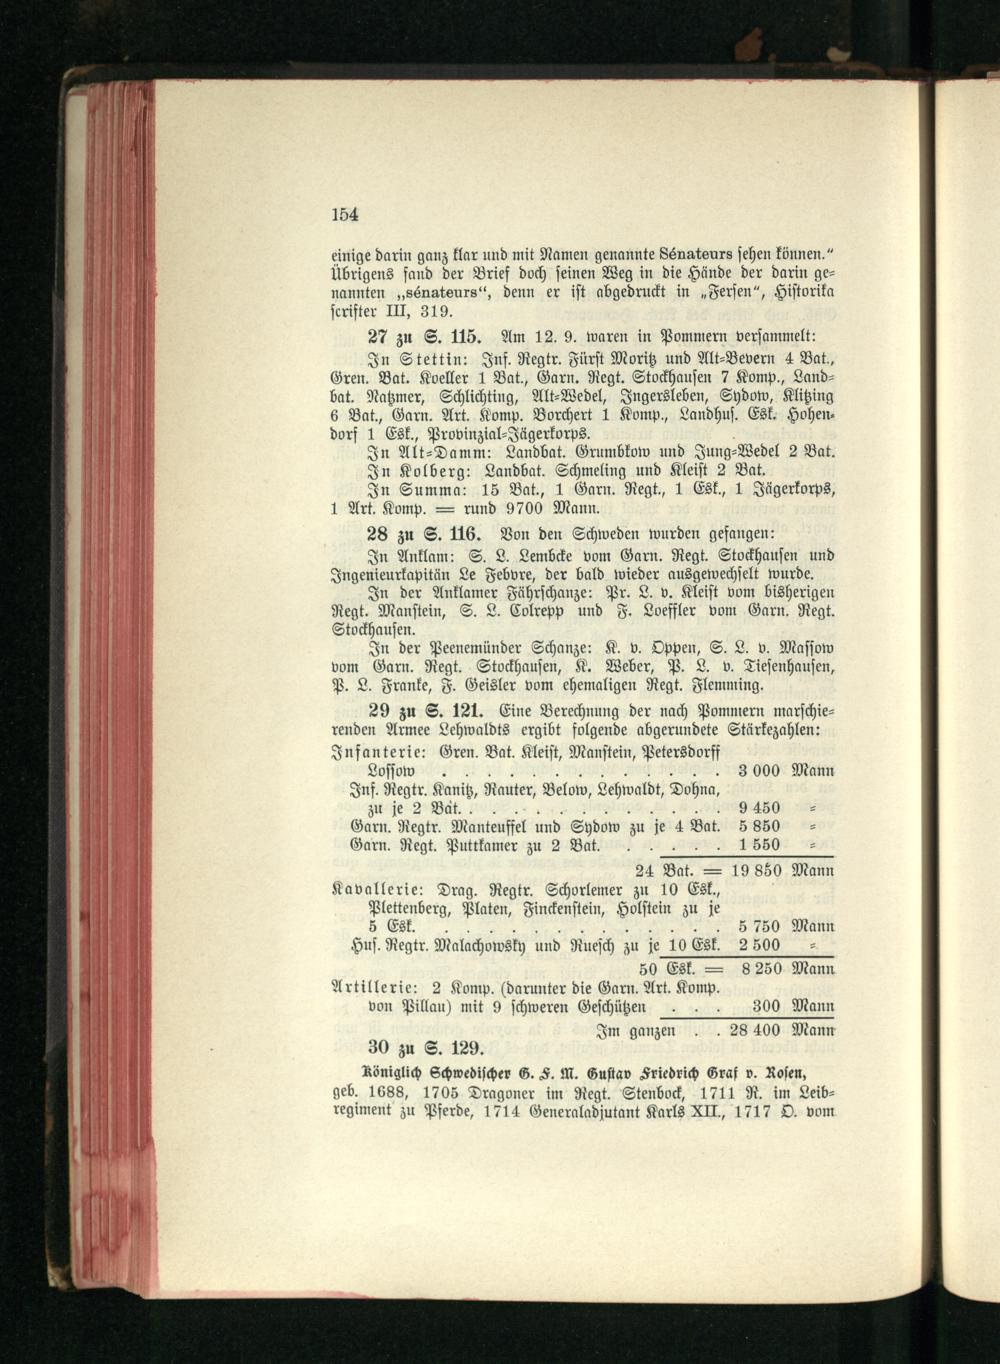 154
einige darin ganz klar und mit Namen genannte Sénateurs sehen können."
Übrigens fand der Brief doch seinen Weg in die Hände der darin ge-
nannten „sénateurs“, denn er ist abgedruckt in „Fersen“, Historika
scrifter III, 319.
27 zu S. 115. Am 12. 9. waren in Pommern versammelt:
In Stettin: Inf. Regtr. Fürst Moritz und Alt-Bevern 4 Bat.,
Gren. Bat. Koeller 1 Bat., Garn. Regt. Stockhausen 7 Komp., Land-
bat. Natzmer, Schlichting, Alt-Wedel, Ingersleben, Sydow, Klitzing
6 Bat., Garn. Art. Komp. Borchert 1 Komp., Landhus. Esk. Hohen-
dorf 1 Esk., Provinzial-Jägerkorps.
In Alt-Damm: Landbat. Grumbkow und Jung-Wedel 2 Bat.
In Kolberg: Landbat. Schmeling und Kleist 2 Bat.
In Summa: 15 Bat., 1 Garn. Regt., 1 Esk., 1 Jägerkorps,
1 Art. Komp. = rund 9700 Mann.
28 zu S. 116. Von den Schweden wurden gefangen:
In Anklam: S. L. Lembcke vom Garn. Regt. Stockhausen und
Ingenieurkapitän Le Febvre, der bald wieder ausgewechselt wurde.
In der Anklamer Fährschanze: Pr. L. v. Kleist vom bisherigen
Regt. Manstein, S. L. Colrepp und F. Loeffler vom Garn. Regt.
Stockhausen.
In der Peenemünder Schanze: K. v. Oppen, S. L. v. Massow
vom Garn. Regt. Stockhausen, K. Weber, P. L. v. Tiesenhausen,
P. L. Franke, F. Geisler vom ehemaligen Regt. Flemming.
29 zu S. 121. Eine Berechnung der nach Pommern marschie-
renden Armee Lehwaldts ergibt folgende abgerundete Stärkezahlen:
Infanterie: Gren. Bat. Kleist, Manstein, Petersdorff
Lossow . . . . . . . . . . . . . 3 000 Mann
Inf. Regtr. Kanitz, Rauter, Below, Lehwaldt, Dohna,
zu je 2 Bat. . . . . . . . . . . . 9 450 "
Garn. Regtr. Manteuffel und Sydow zu je 4 Bat. 5 850 "
Garn. Regt. Puttkamer zu 2 Bat. . . . . . 1 550 "
24 Bat. = 19 850 Mann
Kavallerie: Drag. Regtr. Schorlemer zu 10 Esk.,
Plettenberg, Platen, Finckenstein, Holstein zu je
5 Esk. . . . . . . . . . . . . 5 750 Mann
Hus. Regtr. Malachowsky und Ruesch zu je 10 Esk. 2 500 "
50 Esk. = 8 250 Mann
Artillerie: 2 Komp. (darunter die Garn. Art. Komp.
von Pillau) mit 9 schweren Geschützen . . . 300 Mann
Im ganzen . . 28 400 Mann
30 zu S. 129.
Königlich Schwedischer G. F. M. Gustav Friedrich Graf v. Rosen,
geb. 1688, 1705 Dragoner im Regt. Stenbock, 1711 R. im Leib-
regiment zu Pferde, 1714 Generaladjutant Karls XII., 1717 O. vom